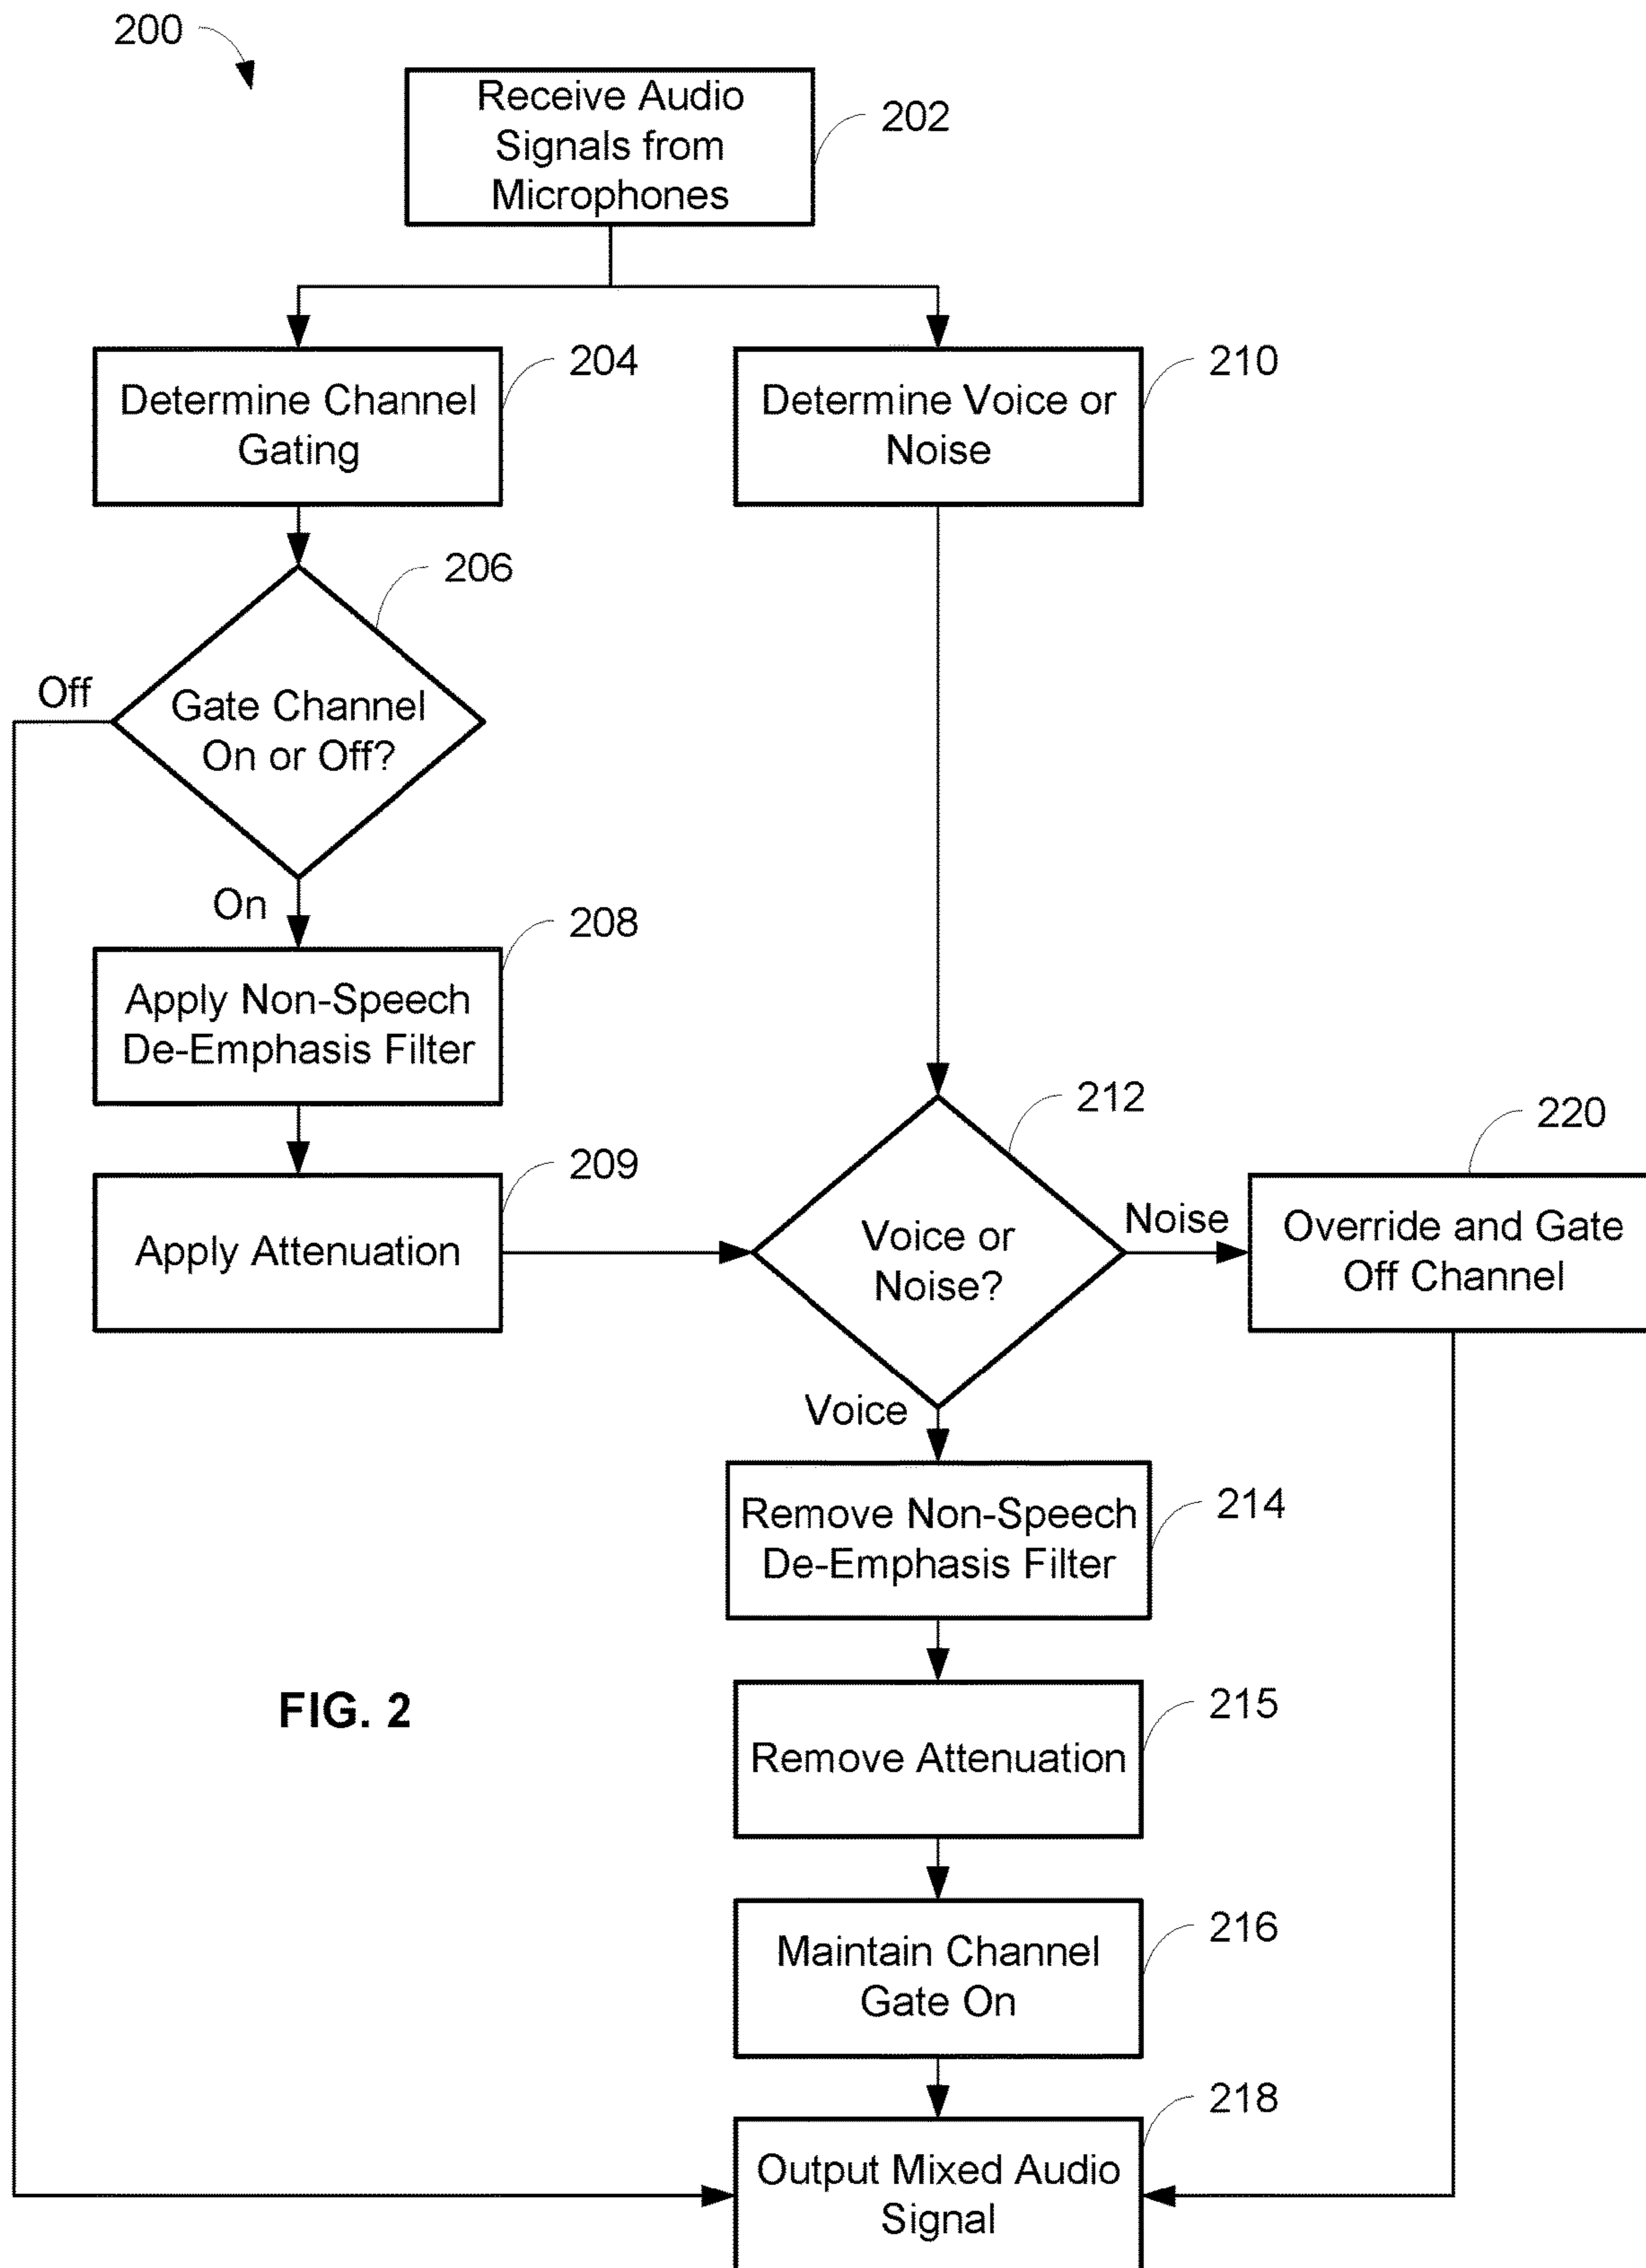 200
Receive Audio
Signals from
Microphones
202
Determine Channel
Gating
204
Determine Voice or
Noise
210
206
Gate Channel
On or Off?
Off
On
208
Apply Non-Speech
De-Emphasis Filter
209
Apply Attenuation
212
Voice or
Noise?
Noise
220
Override and Gate
Off Channel
Voice
Remove Non-Speech
De-Emphasis Filter
214
FIG. 2
Remove Attenuation
215
Maintain Channel
Gate On
216
Output Mixed Audio
Signal
218